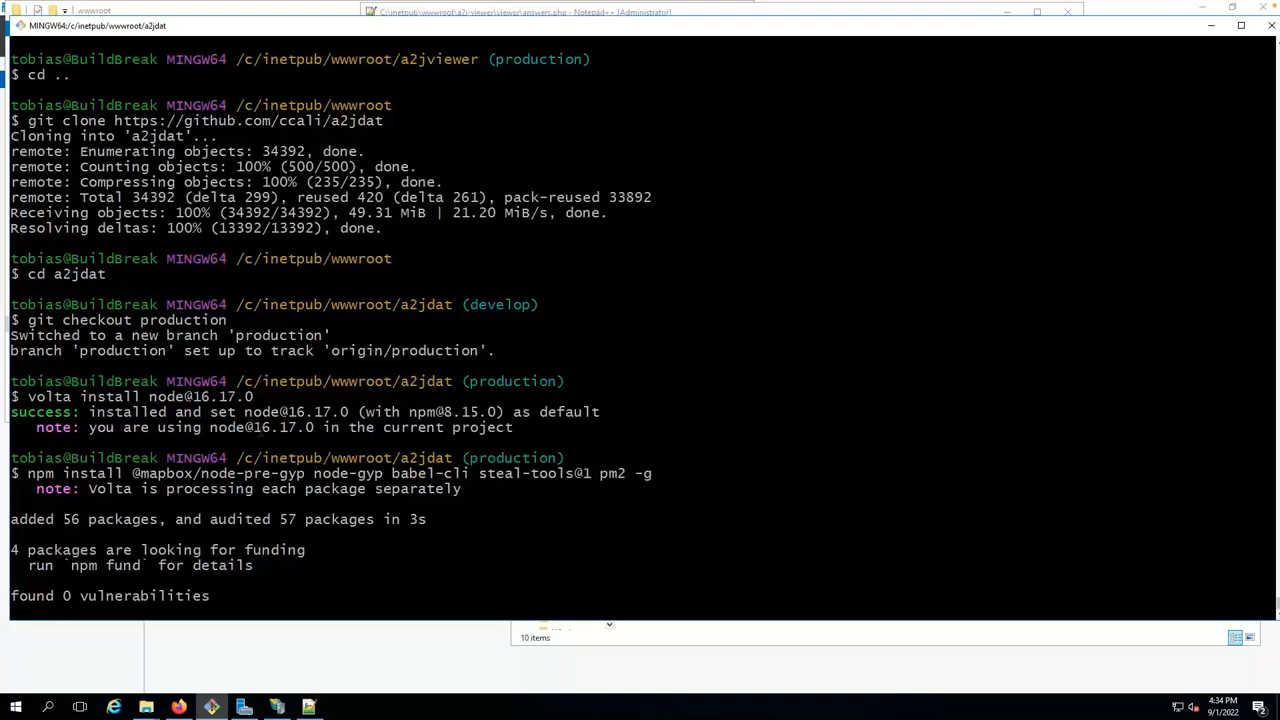 wwwroot
C:\inetpub\wwwroot\a2j-viewer\viewer\answers.php - Notepad++ [Administrator]
MINGW64:/c/inetpub/wwwroot/a2jdat
tobias@BuildBreak MINGW64 /c/inetpub/wwwroot/a2jviewer (production)
$ cd ..
tobias@BuildBreak MINGW64 /c/inetpub/wwwroot
$ git clone https://github.com/ccali/a2jdat
Cloning into 'a2jdat'...
remote: Enumerating objects: 34392, done.
remote: Counting objects: 100% (500/500), done.
remote: Compressing objects: 100% (235/235), done.
remote: Total 34392 (delta 299), reused 420 (delta 261), pack-reused 33892
Receiving objects: 100% (34392/34392), 49.31 MiB | 21.20 MiB/s, done.
Resolving deltas: 100% (13392/13392), done.
tobias@BuildBreak MINGW64 /c/inetpub/wwwroot
$ cd a2jdat
tobias@BuildBreak MINGW64 /c/inetpub/wwwroot/a2jdat (develop)
$ git checkout production
Switched to a new branch 'production'
branch 'production' set up to track 'origin/production'.
tobias@BuildBreak MINGW64 /c/inetpub/wwwroot/a2jdat (production)
$ volta install node@16.17.0
success: installed and set node@16.17.0 (with npm@8.15.0) as default
note: you are using node@16.17.0 in the current project
tobias@BuildBreak MINGW64 /c/inetpub/wwwroot/a2jdat (production)
$ npm install @mapbox/node-pre-gyp node-gyp babel-cli steal-tools@1 pm2 -g
note: Volta is processing each package separately
added 56 packages, and audited 57 packages in 3s
4 packages are looking for funding
run `npm fund` for details
found 0 vulnerabilities
10 items
4:34 PM
9/1/2022
2